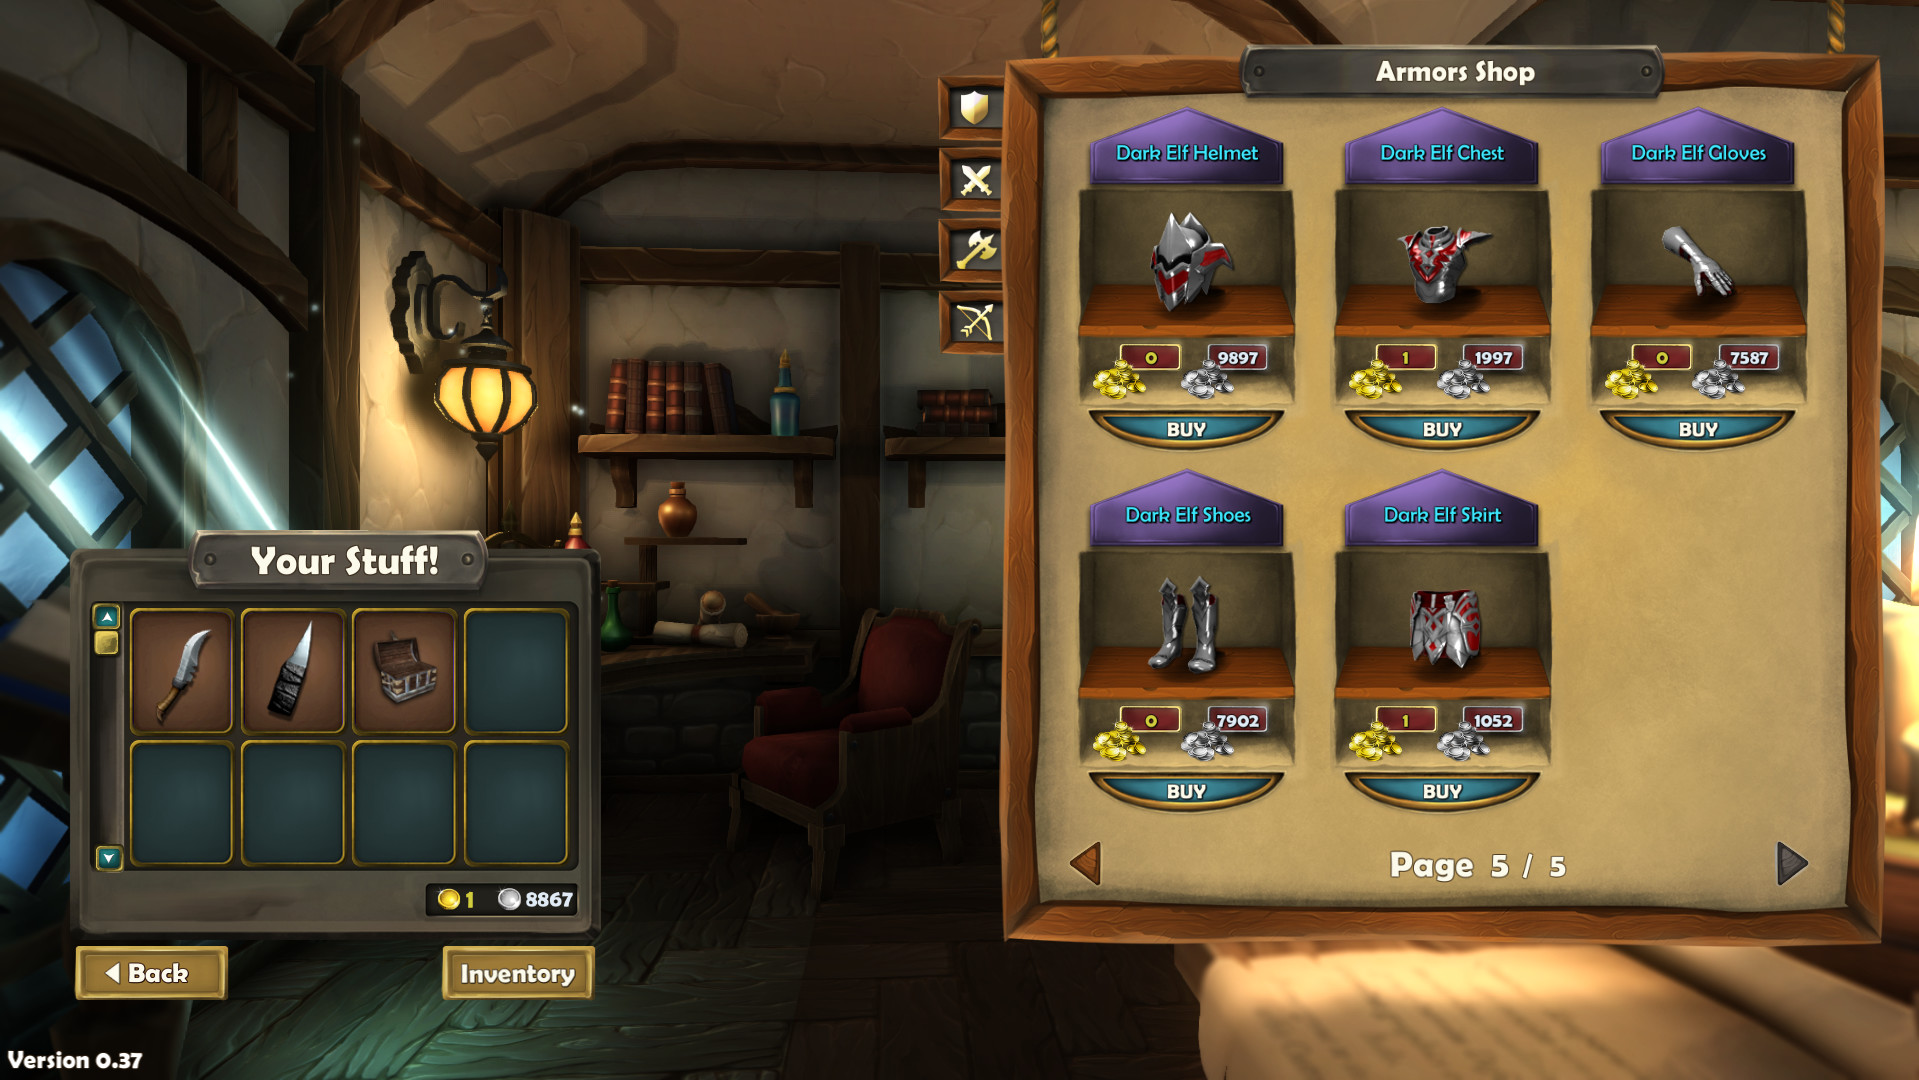 Armors Shop
Dark Elf Helmet
Dark Elf Chest
Dark Elf Gloves
0 9897
1 1997
0 7587
BUY
BUY
BUY
Dark Elf Shoes
Dark Elf Skirt
0 7902
1 1052
BUY
BUY
Page 5 / 5
Your Stuff!
1 8867
Back
Inventory
Version 0.37